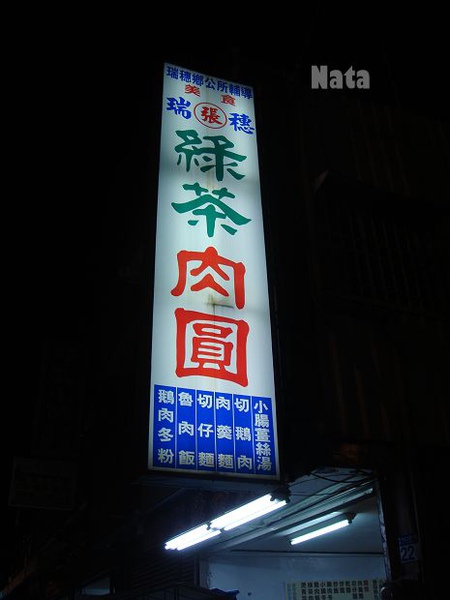 Nata
瑞穗鄉公所輔導
美食
瑞 張 穗
綠茶肉圓
小腸薑絲湯
切鵝肉
肉羹麵
切仔麵
魯肉飯
鵝肉冬粉
22